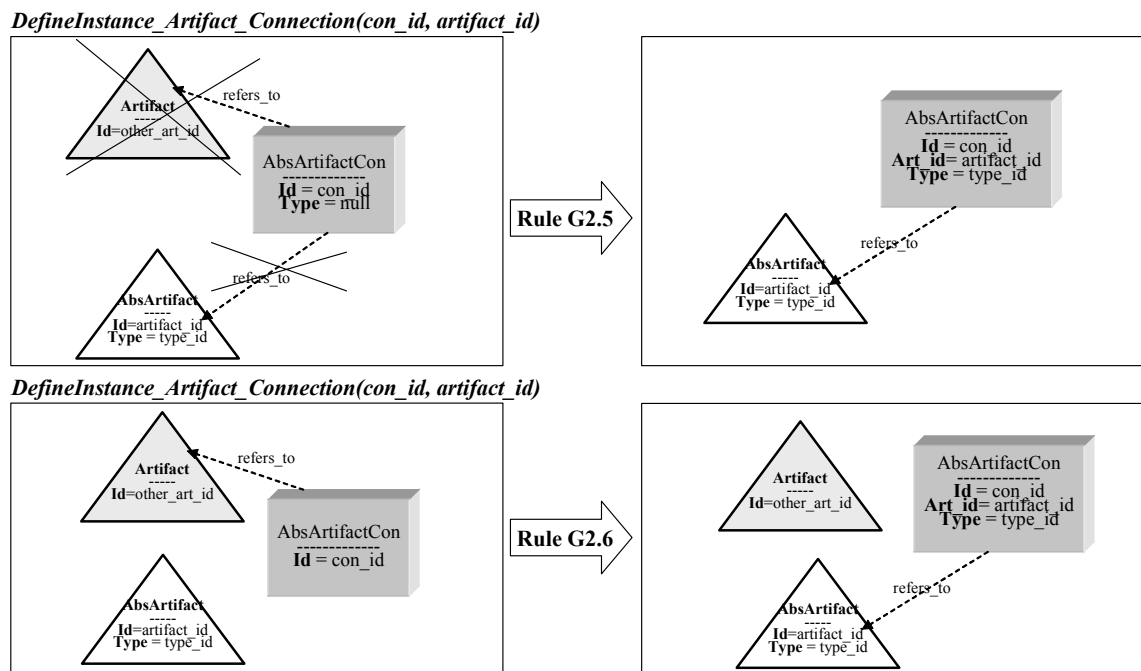 DefineInstance_Artifact_Connection(con_id, artifact_id)
Artifact
-----
Id=other_art_id
refers_to
AbsArtifactCon
-------------
Id = con_id
Type = null
refers_to
AbsArtifact
-----
Id=artifact_id
Type = type_id
Rule G2.5
AbsArtifactCon
-------------
Id = con_id
Art_id= artifact_id
Type = type_id
refers_to
AbsArtifact
-----
Id=artifact_id
Type = type_id
DefineInstance_Artifact_Connection(con_id, artifact_id)
Artifact
-----
Id=other_art_id
refers_to
AbsArtifactCon
-------------
Id = con_id
AbsArtifact
-----
Id=artifact_id
Type = type_id
Rule G2.6
Artifact
-----
Id=other_art_id
AbsArtifactCon
-------------
Id = con_id
Art_id= artifact_id
Type = type_id
refers_to
AbsArtifact
-----
Id=artifact_id
Type = type_id